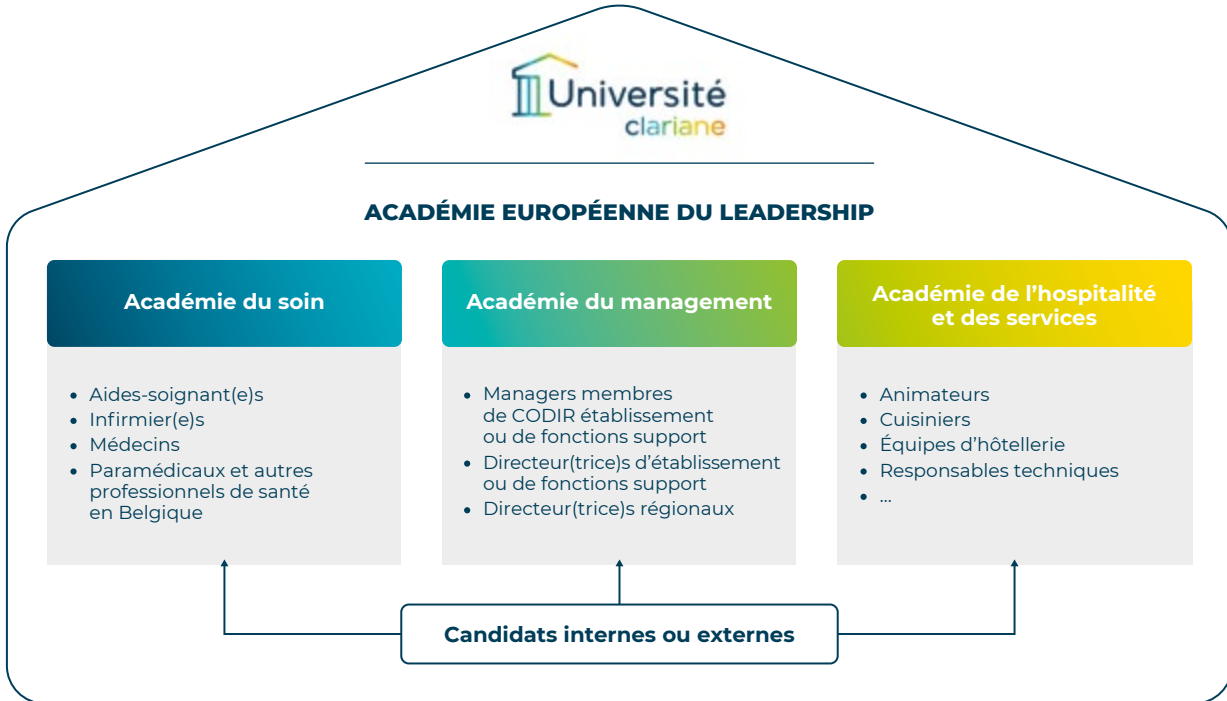 Université
clariane
ACADÉMIE EUROPÉENNE DU LEADERSHIP
Académie du soin
• Aides-soignant(e)s
• Infirmier(e)s
• Médecins
• Paramédicaux et autres
professionnels de santé
en Belgique
Académie du management
• Managers membres
de CODIR établissement
ou de fonctions support
• Directeur(trice)s d'établissement
ou de fonctions support
• Directeur(trice)s régionaux
Académie de l'hospitalité
et des services
• Animateurs
• Cuisiniers
• Équipes d'hôtellerie
• Responsables techniques
• ...
Candidats internes ou externes